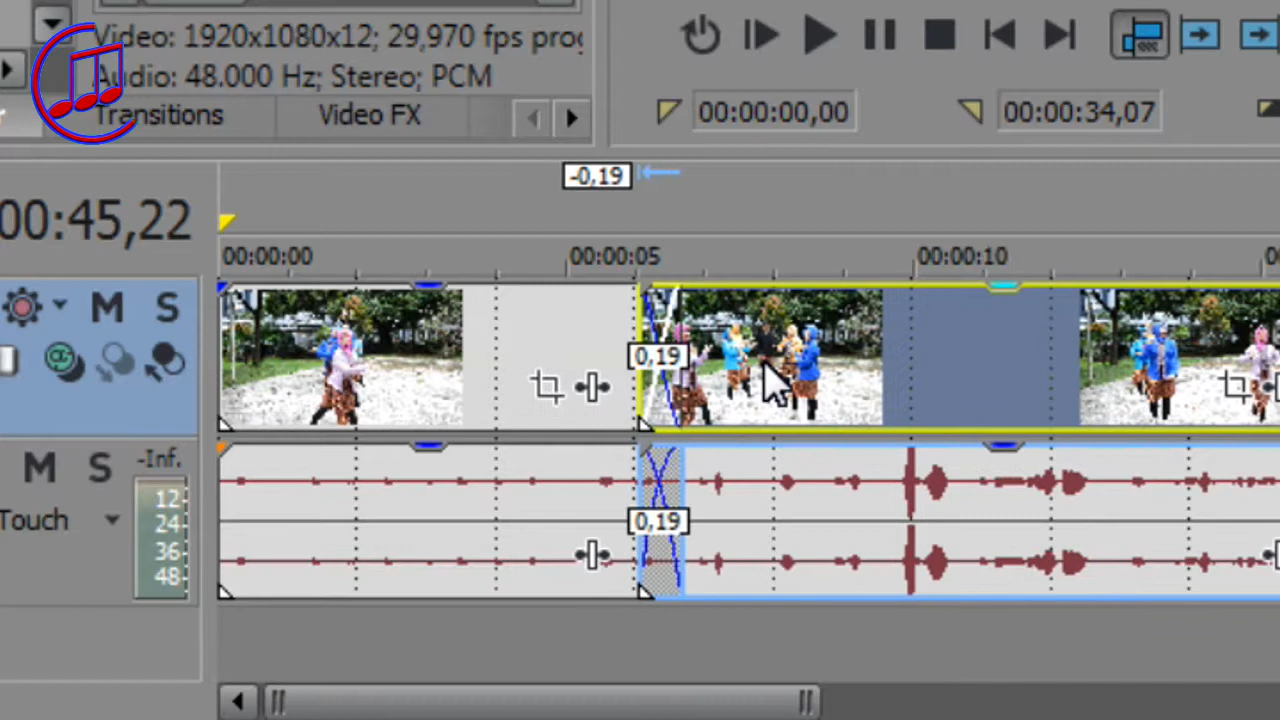 Video: 1920x1080x12; 29,970 fps prog
Audio: 48.000 Hz; Stereo; PCM
Transitions
Video FX
00:00:00,00
00:00:34,07
-0,19
00:45,22
00:00:00
00:00:05
00:00:10
M S
0,19
M S
-Inf.
12
24
36
48
Touch
0,19